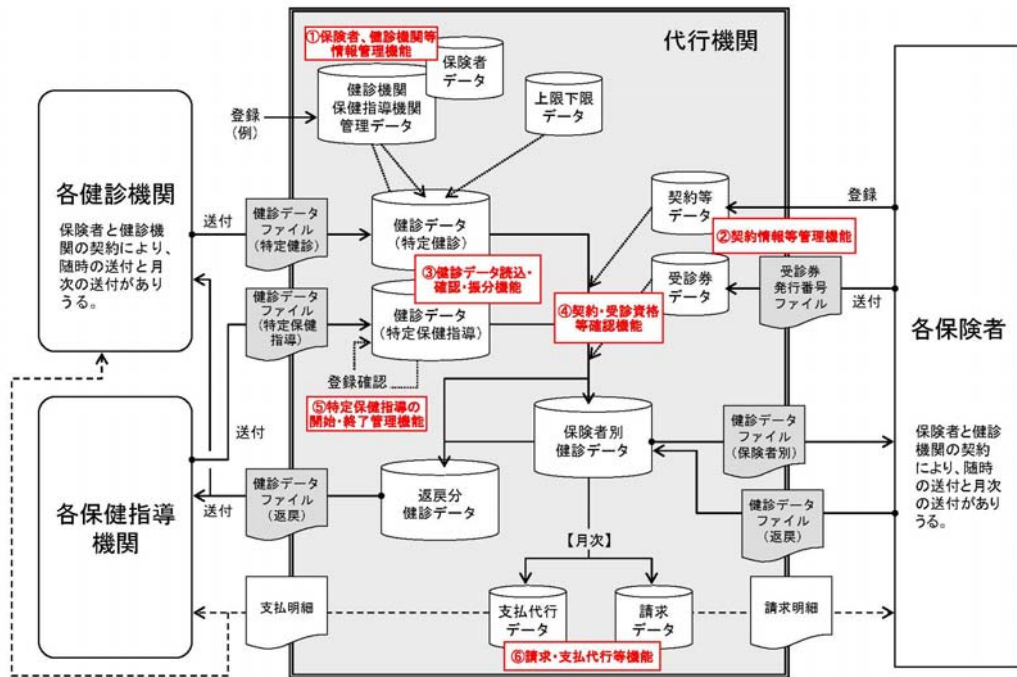 代行機関
①保険者、健診機関等
情報管理機能
保険者
データ
健診機関
保健指導機関
管理データ
上限下限
データ
登録
(例)
各健診機関
保険者と健診機
関の契約により、
随時の送付と月
次の送付があり
うる。
送付
健診データ
ファイル
(特定健診)
健診データ
(特定健診)
契約等
データ
登録
②契約情報等管理機能
③健診データ読込・
確認・振分機能
受診券
データ
受診券
発行番号
ファイル
送付
健診データ
ファイル
(特定保健
指導)
健診データ
(特定保健指導)
④契約・受診資格
等確認機能
各保険者
保険者と健診
機関の契約
により、随時
の送付と月次
の送付があり
うる。
登録確認
⑤特定保健指導の
開始・終了管理機能
送付
保険者別
健診データ
健診データ
ファイル
(保険者別)
各保健指導
機関
送付
健診データ
ファイル
(返戻)
返戻分
健診データ
健診データ
ファイル
(返戻)
【月次】
支払明細
支払代行
データ
請求
データ
請求明細
⑥請求・支払代行等機能